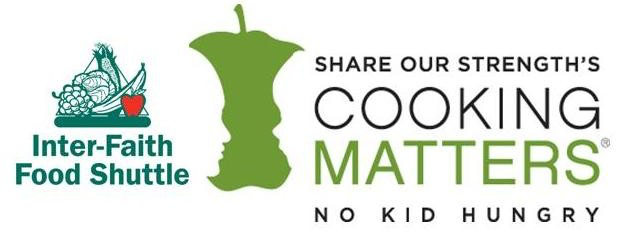 Inter-Faith
Food Shuttle
SHARE OUR STRENGTH'S
COOKING
MATTERS®
NO KID HUNGRY